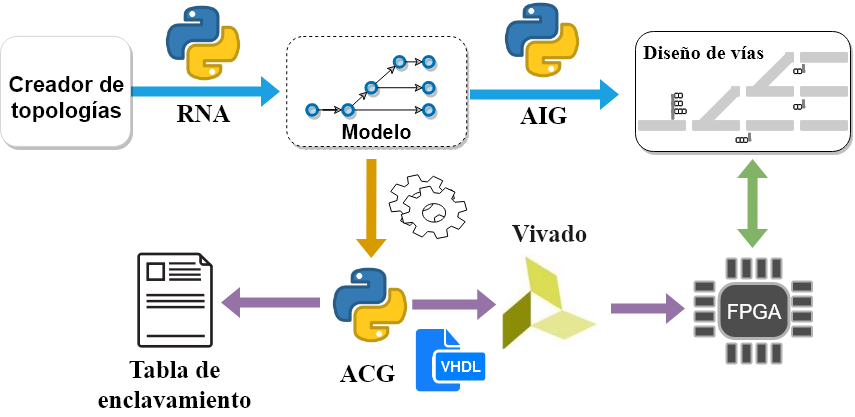 Creador de
topologías
RNA
Modelo
AIG
Diseño de vías
Vivado
FPGA
Tabla de
enclavamiento
ACG
VHDL